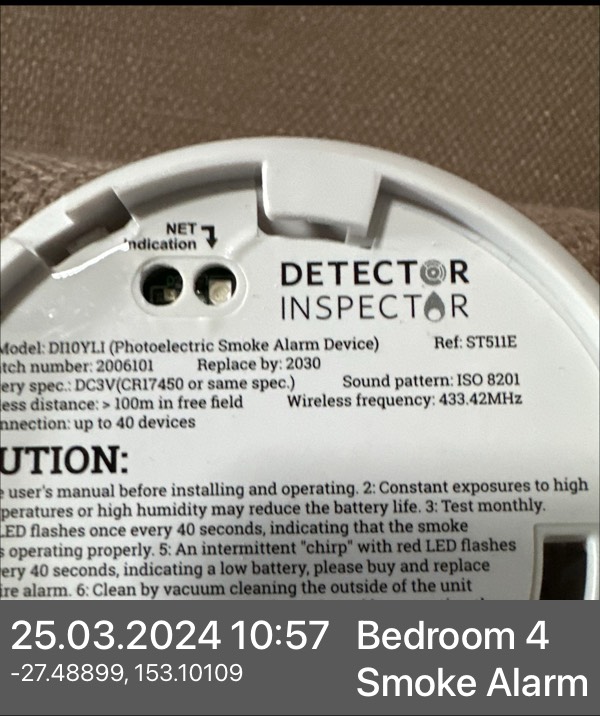 NET
indication
DETECTOR
INSPECTOR
Model: DI10YLI (Photoelectric Smoke Alarm Device) Ref: ST511E
tch number: 2006101 Replace by: 2030
ery spec.: DC3V(CR17450 or same spec.) Sound pattern: ISO 8201
less distance: > 100m in free field Wireless frequency: 433.42MHz
nnection: up to 40 devices
UTION:
e user's manual before installing and operating. 2: Constant exposures to high
peratures or high humidity may reduce the battery life. 3: Test monthly.
LED flashes once every 40 seconds, indicating that the smoke
s operating properly. 5: An intermittent "chirp" with red LED flashes
ery 40 seconds, indicating a low battery, please buy and replace
ire alarm. 6: Clean by vacuum cleaning the outside of the unit
25.03.2024 10:57 Bedroom 4
-27.48899, 153.10109 Smoke Alarm